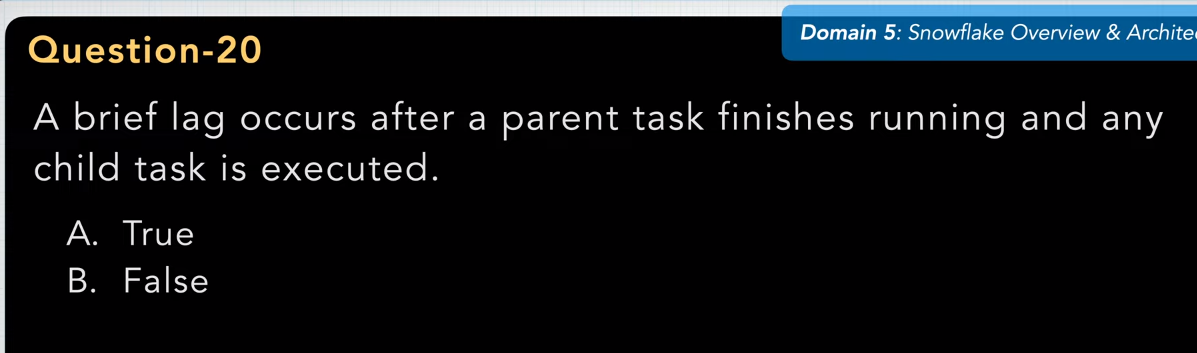 Domain 5: Snowflake Overview & Archite
Question-20
A brief lag occurs after a parent task finishes running and any
child task is executed.
A. True
B. False